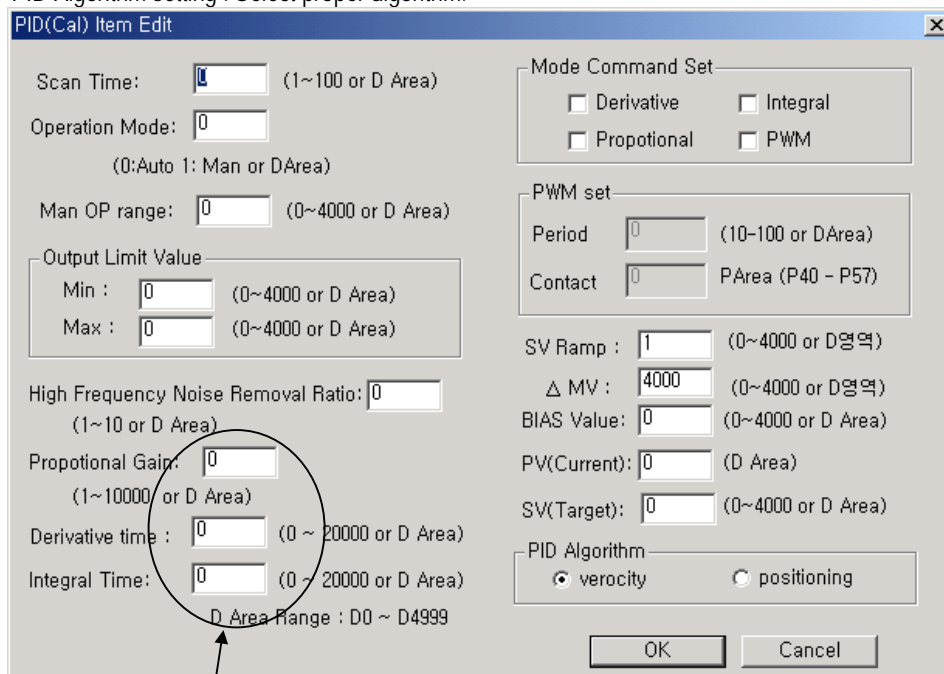 PID Algorithm setting : Select proper algorithm.
PID(Cal) Item Edit
Scan Time: 0 (1~100 or D Area)
Operation Mode: 0
(0:Auto 1: Man or DArea)
Man OP range: 0 (0~4000 or D Area)
Output Limit Value
Min : 0 (0~4000 or D Area)
Max : 0 (0~4000 or D Area)
High Frequency Noise Removal Ratio: 0
(1~10 or D Area)
Propotional Gain: 0
(1~10000 or D Area)
Derivative time : 0 (0 ~ 20000 or D Area)
Integral Time: 0 (0 ~ 20000 or D Area)
D Area Range : D0 ~ D4999
Mode Command Set
Derivative Integral
Propotional PWM
PWM set
Period 0 (10-100 or DArea)
Contact 0 PArea (P40 - P57)
SV Ramp : 1 (0~4000 or D영역)
△ MV : 4000 (0~4000 or D영역)
BIAS Value: 0 (0~4000 or D Area)
PV(Current): 0 (D Area)
SV(Target): 0 (0~4000 or D Area)
PID Algorithm
verocity positioning
OK Cancel